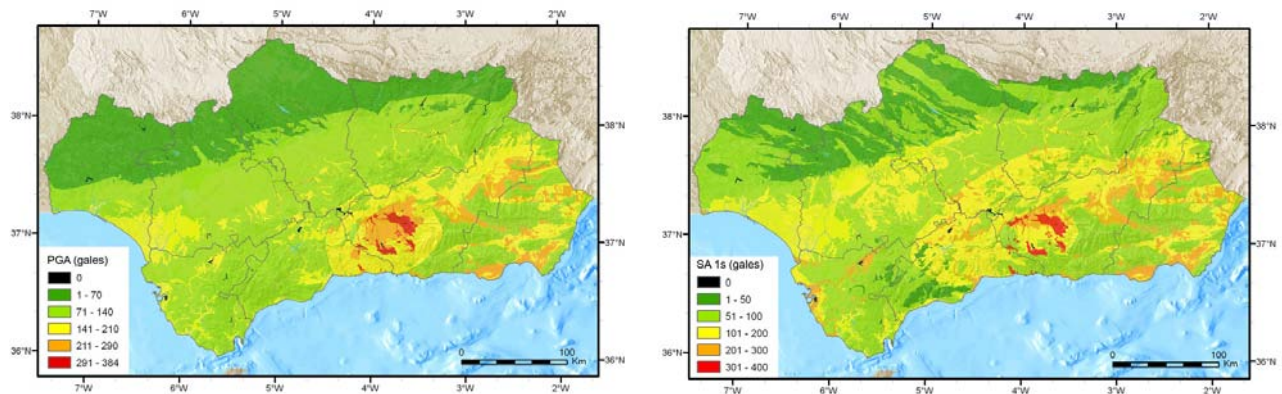 7°W 6°W 5°W 4°W 3°W 2°W
38°N 38°N
37°N 37°N
36°N 36°N
PGA (gales)
0
1 - 70
71 - 140
141 - 210
211 - 290
291 - 384
0 100
Km
7°W 6°W 5°W 4°W 3°W 2°W
7°W 6°W 5°W 4°W 3°W 2°W
38°N 38°N
37°N 37°N
36°N 36°N
SA 1s (gales)
0
1 - 50
51 - 100
101 - 200
201 - 300
301 - 400
0 100
Km
7°W 6°W 5°W 4°W 3°W 2°W